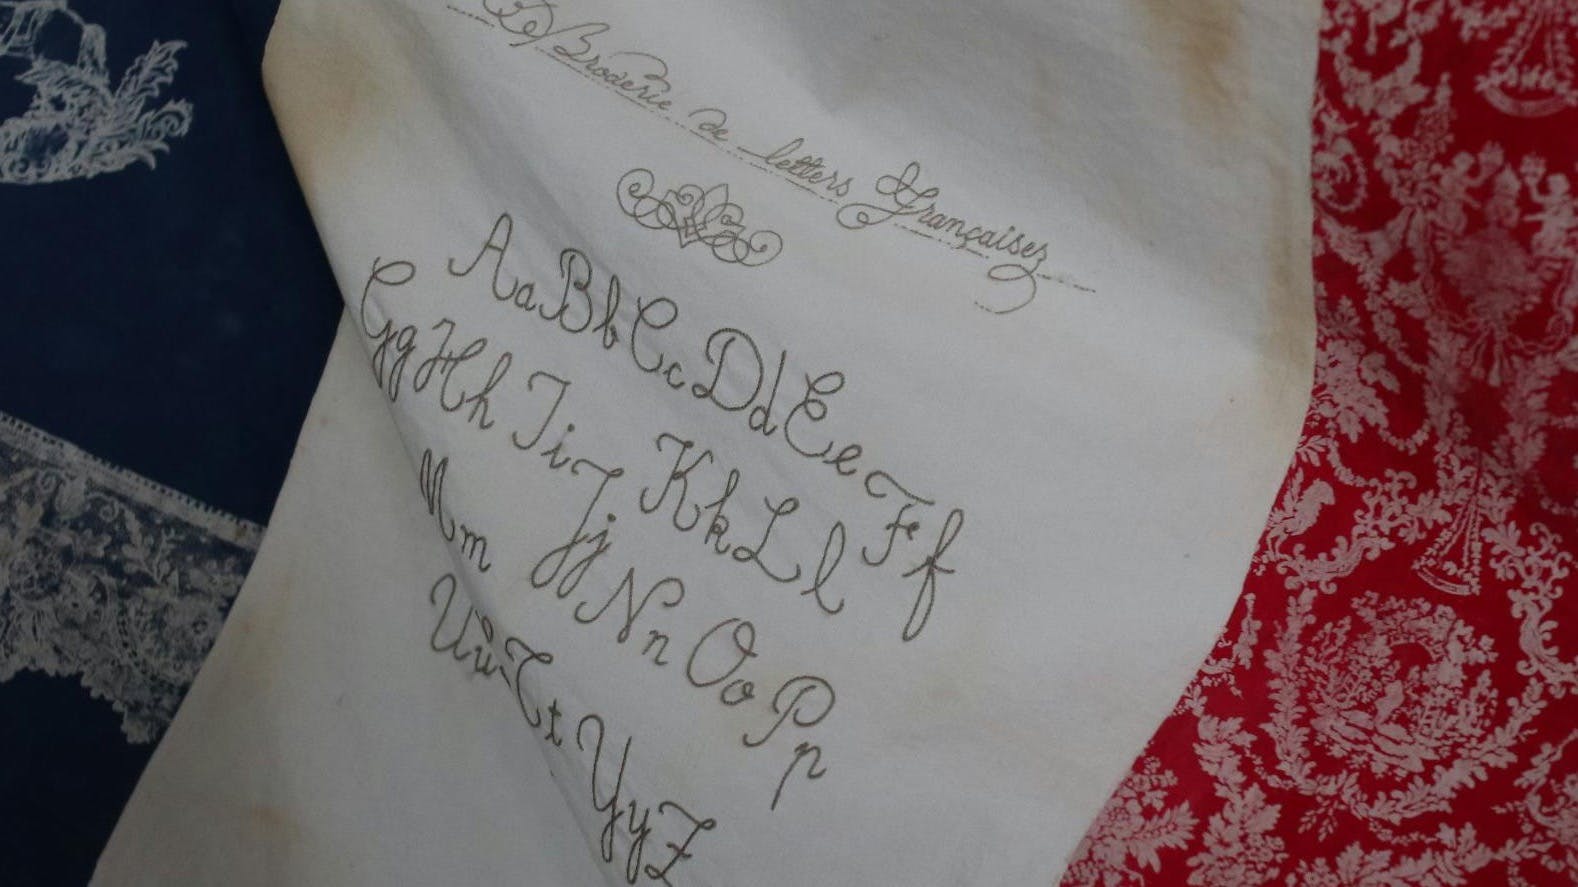 De Broderie de letters Françaises
Aa Bb Cc Dd Ee Ff
Gg Hh Ii Jj Kk Ll
Mm Nn Oo Pp
Uu Tt Yy Z